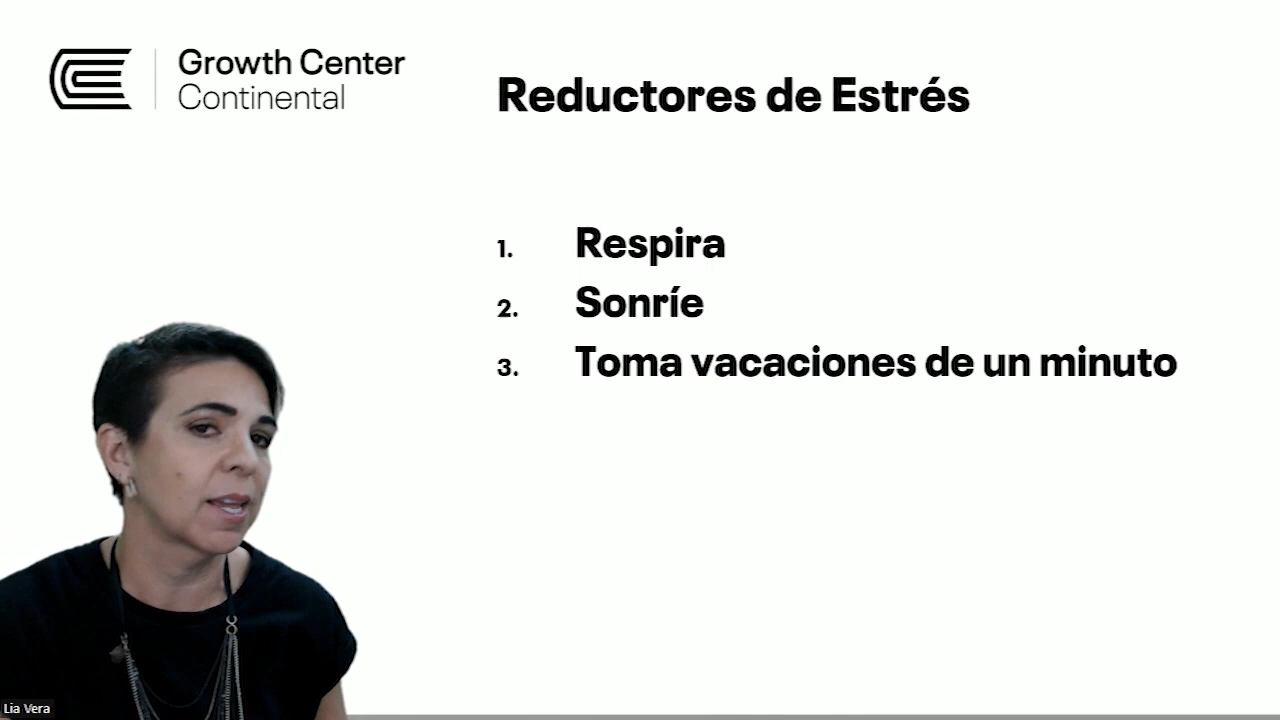 Growth Center
Continental
Reductores de Estrés
1. Respira
2. Sonríe
3. Toma vacaciones de un minuto
Lia Vera